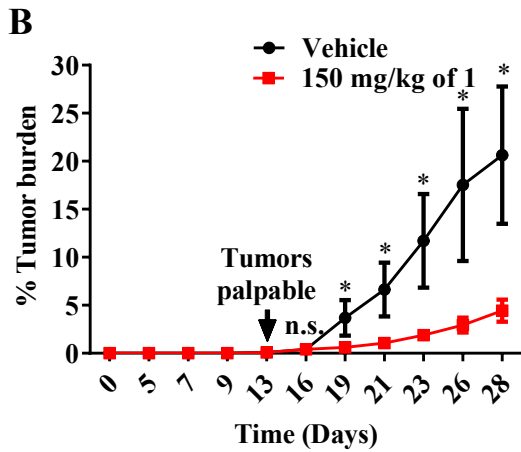 B
Vehicle
150 mg/kg of 1
% Tumor burden
30
25
20
15
10
5
0
Tumors
palpable
n.s.
*
*
*
*
*
0
5
7
9
13
16
19
21
23
26
28
Time (Days)